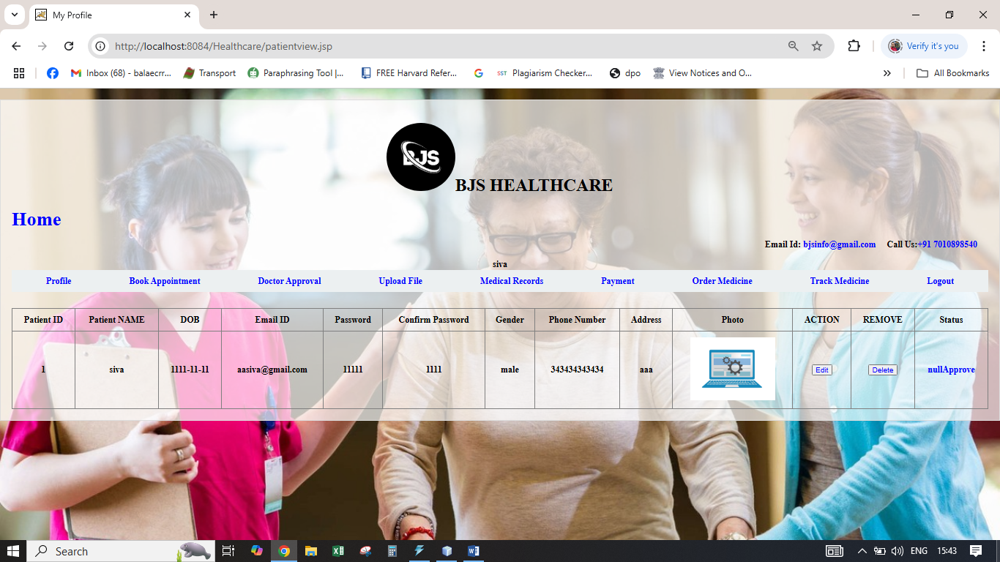 My Profile
http://localhost:8084/Healthcare/patientview.jsp
Verify it's you
Inbox (68) - balaecrr...
Transport
Paraphrasing Tool |...
FREE Harvard Refer...
SST
Plagiarism Checker...
dpo
View Notices and O...
All Bookmarks
BJS
BJS HEALTHCARE
Home
Email Id: bjsinfo@gmail.com Call Us:+91 7010898540
siva
Profile Book Appointment Doctor Approval Upload File Medical Records Payment Order Medicine Track Medicine Logout
Patient ID Patient NAME DOB Email ID Password Confirm Password Gender Phone Number Address Photo ACTION REMOVE Status
1 siva 1111-11-11 aasiva@gmail.com 11111 1111 male 343434343434 aaa Edit Delete nullApprove
Search
ENG 15:43